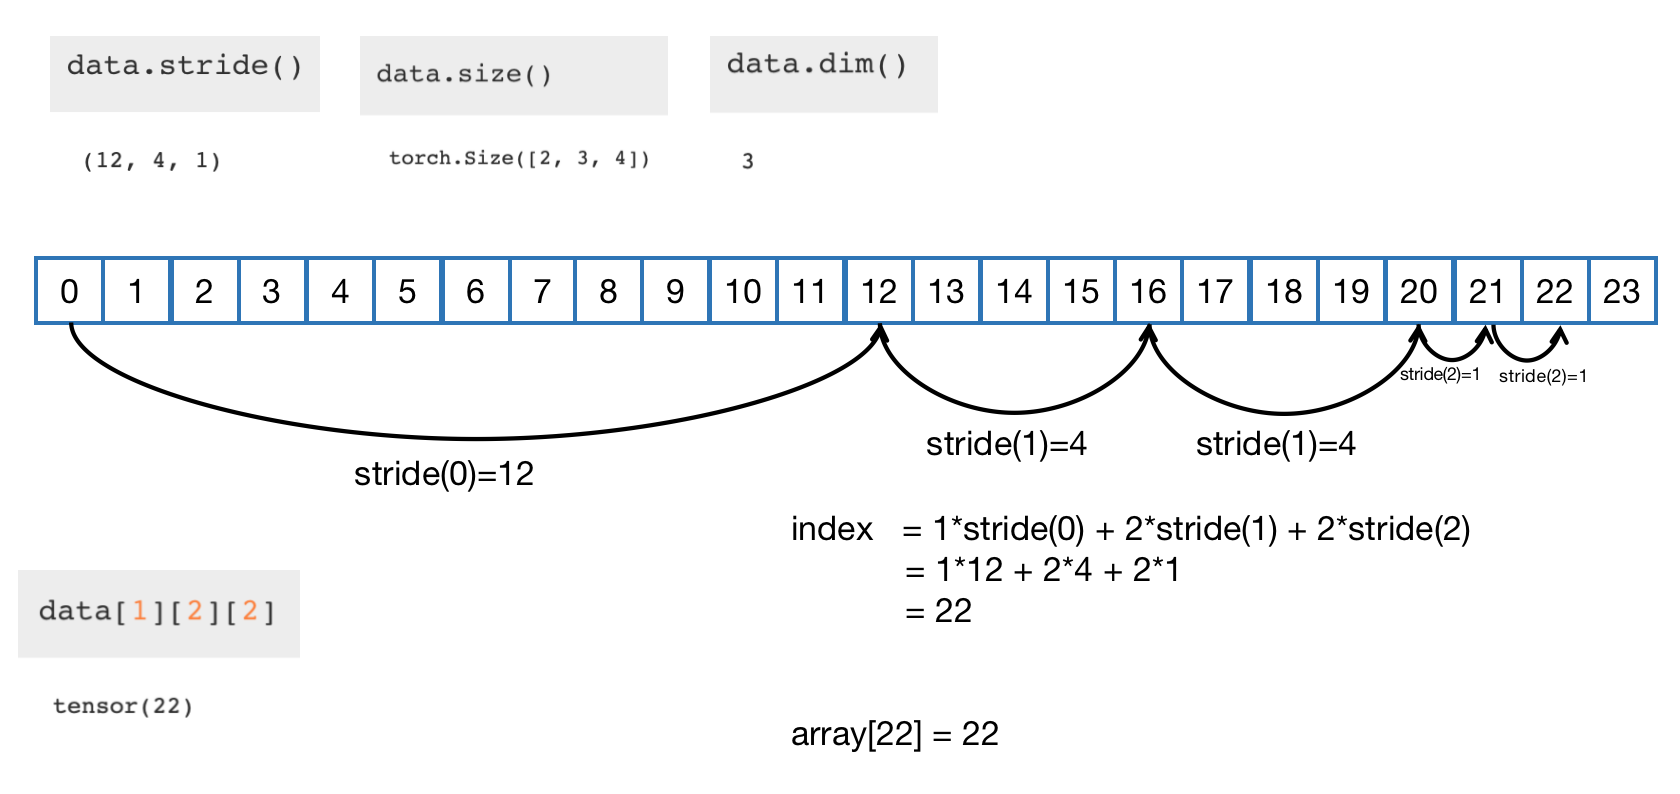 data.stride()
data.size()
data.dim()
(12, 4, 1)
torch.Size([2, 3, 4])
3
0 1 2 3 4 5 6 7 8 9 10 11 12 13 14 15 16 17 18 19 20 21 22 23
stride(2)=1
stride(2)=1
stride(1)=4
stride(1)=4
stride(0)=12
index = 1*stride(0) + 2*stride(1) + 2*stride(2)
= 1*12 + 2*4 + 2*1
= 22
data[1][2][2]
tensor(22)
array[22] = 22